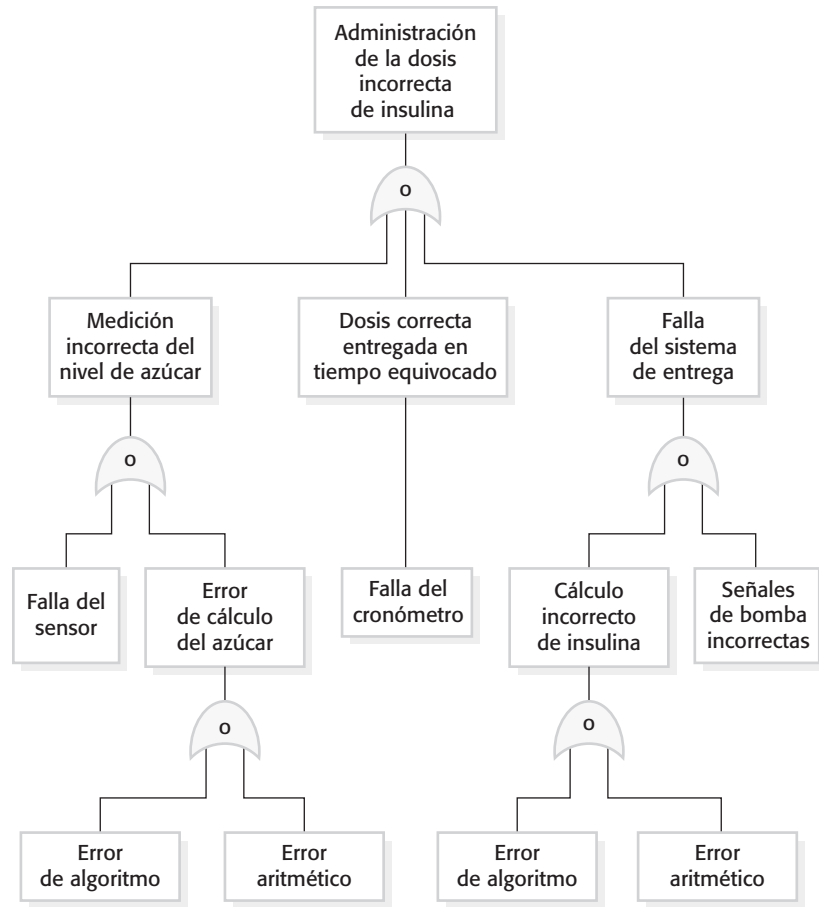 Administración
de la dosis
incorrecta
de insulina
o
Medición
incorrecta del
nivel de azúcar
Dosis correcta
entregada en
tiempo equivocado
Falla
del sistema
de entrega
o
o
Falla del
sensor
Error
de cálculo
del azúcar
Falla del
cronómetro
Cálculo
incorrecto
de insulina
Señales
de bomba
incorrectas
o
o
Error
de algoritmo
Error
aritmético
Error
de algoritmo
Error
aritmético